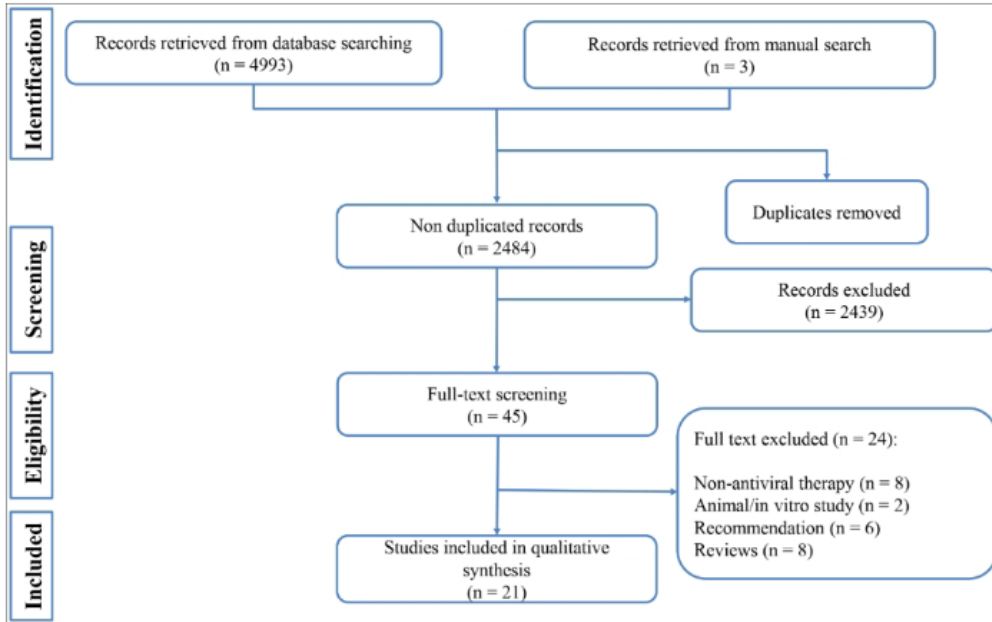 Identification
Records retrieved from database searching
(n = 4993)
Records retrieved from manual search
(n = 3)
Duplicates removed
Screening
Non duplicated records
(n = 2484)
Records excluded
(n = 2439)
Eligibility
Full-text screening
(n = 45)
Full text excluded (n = 24):
Non-antiviral therapy (n = 8)
Animal/in vitro study (n = 2)
Recommendation (n = 6)
Reviews (n = 8)
Included
Studies included in qualitative
synthesis
(n = 21)